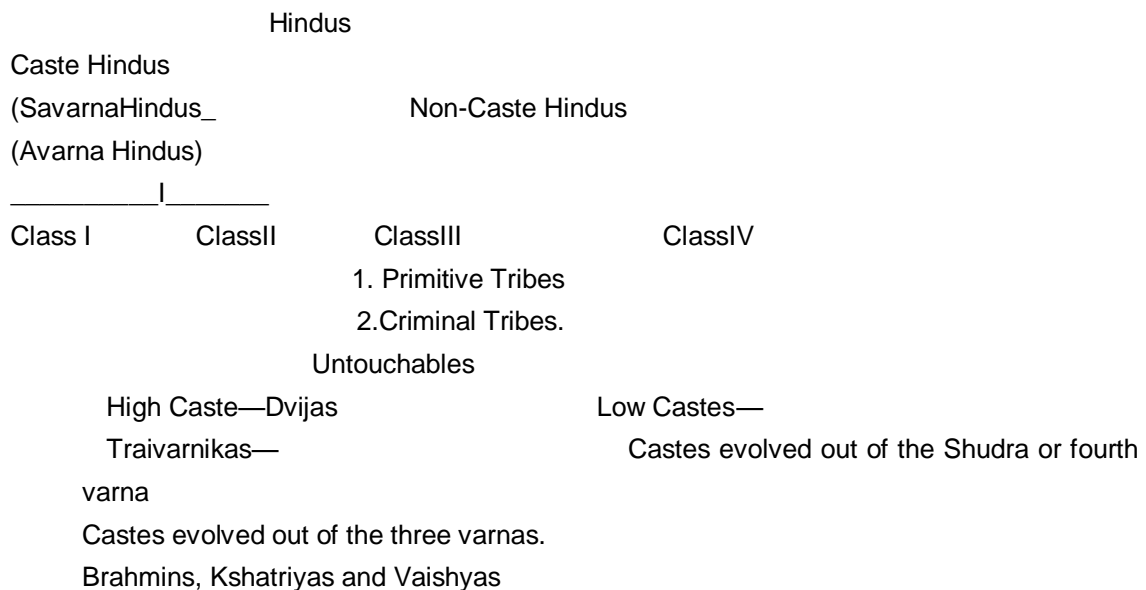 Hindus
Caste Hindus
(SavarnaHindus_ Non-Caste Hindus
(Avarna Hindus)
__________I_______
Class I ClassII ClassIII ClassIV
1. Primitive Tribes
2.Criminal Tribes.
Untouchables
High Caste—Dvijas Low Castes—
Traivarnikas— Castes evolved out of the Shudra or fourth
varna
Castes evolved out of the three varnas.
Brahmins, Kshatriyas and Vaishyas